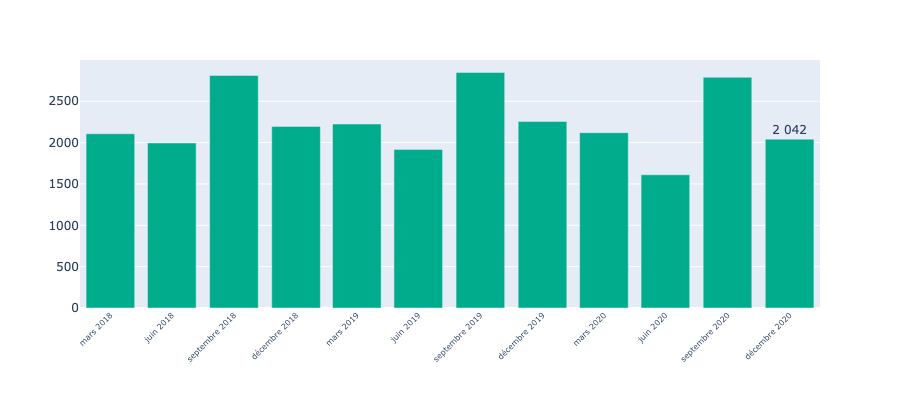 2500
2000
1500
1000
500
0
2 042
mars 2018
juin 2018
septembre 2018
décembre 2018
mars 2019
juin 2019
septembre 2019
décembre 2019
mars 2020
juin 2020
septembre 2020
décembre 2020